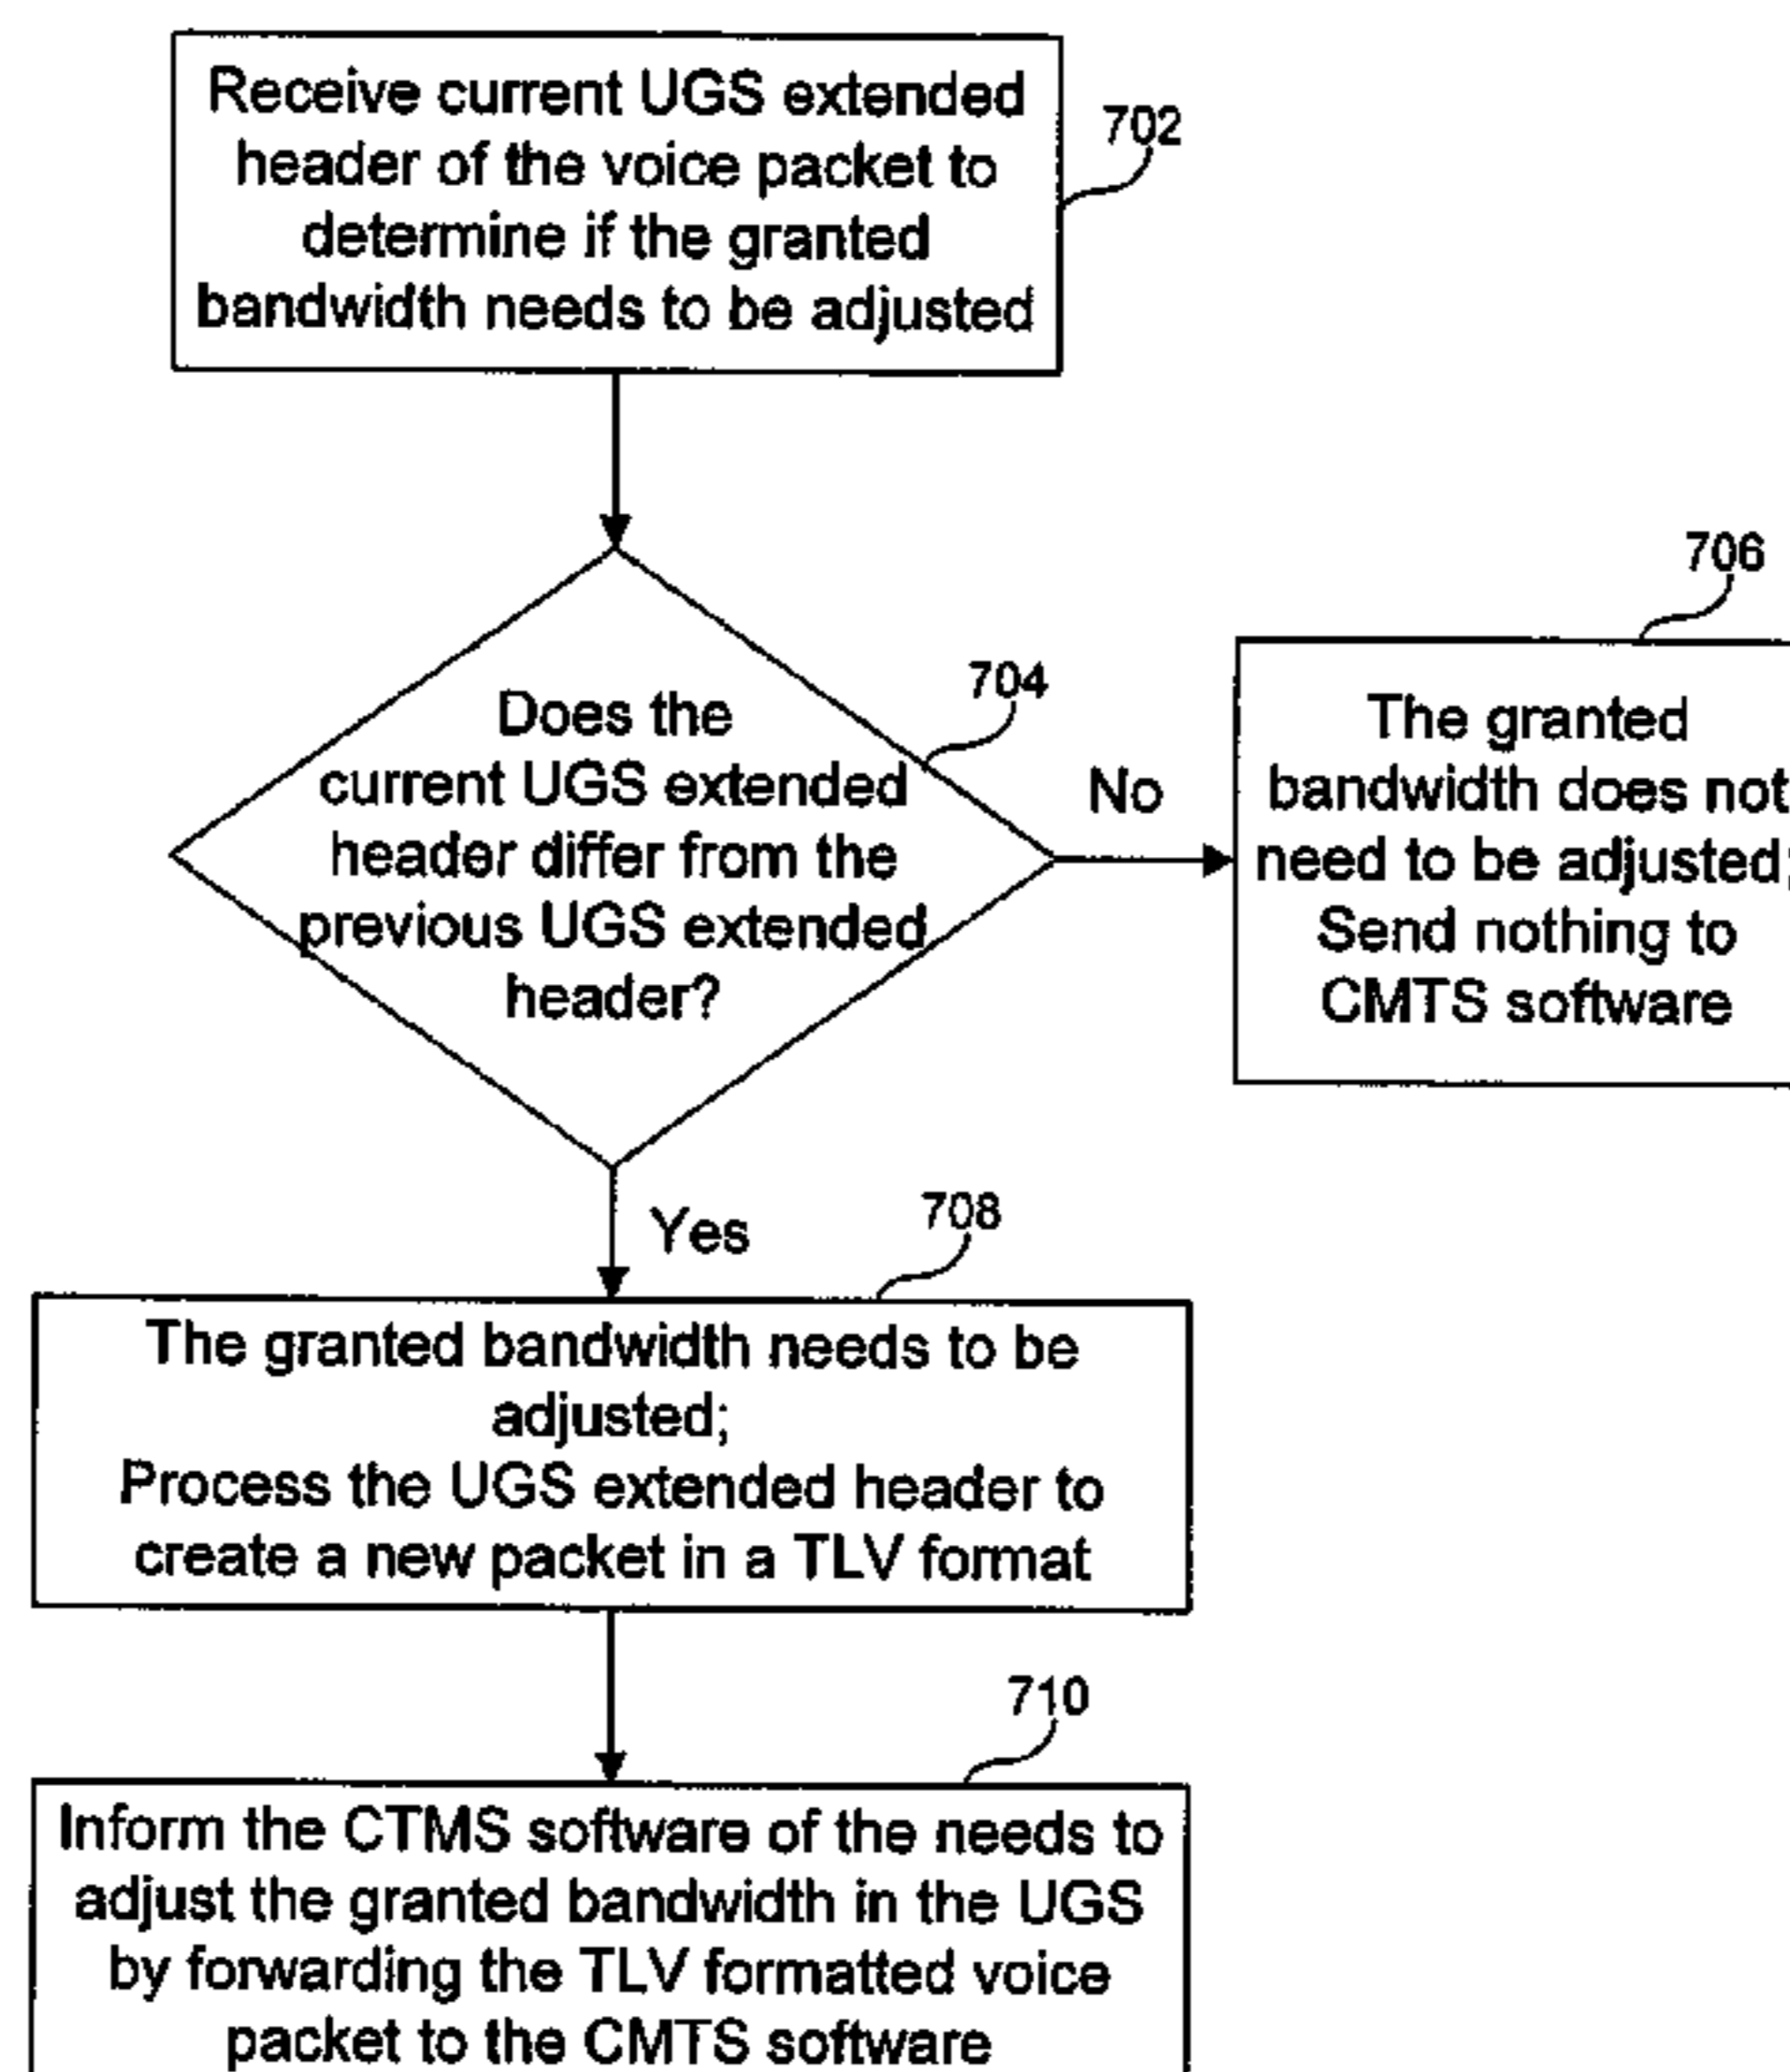 Receive current UGS extended
header of the voice packet to
determine if the granted
bandwidth needs to be adjusted
702
Does the
current UGS extended
header differ from the
previous UGS extended
header?
704
No
706
The granted
bandwidth does not
need to be adjusted;
Send nothing to
CMTS software
Yes
708
The granted bandwidth needs to be
adjusted;
Process the UGS extended header to
create a new packet in a TLV format
710
Inform the CTMS software of the needs to
adjust the granted bandwidth in the UGS
by forwarding the TLV formatted voice
packet to the CMTS software